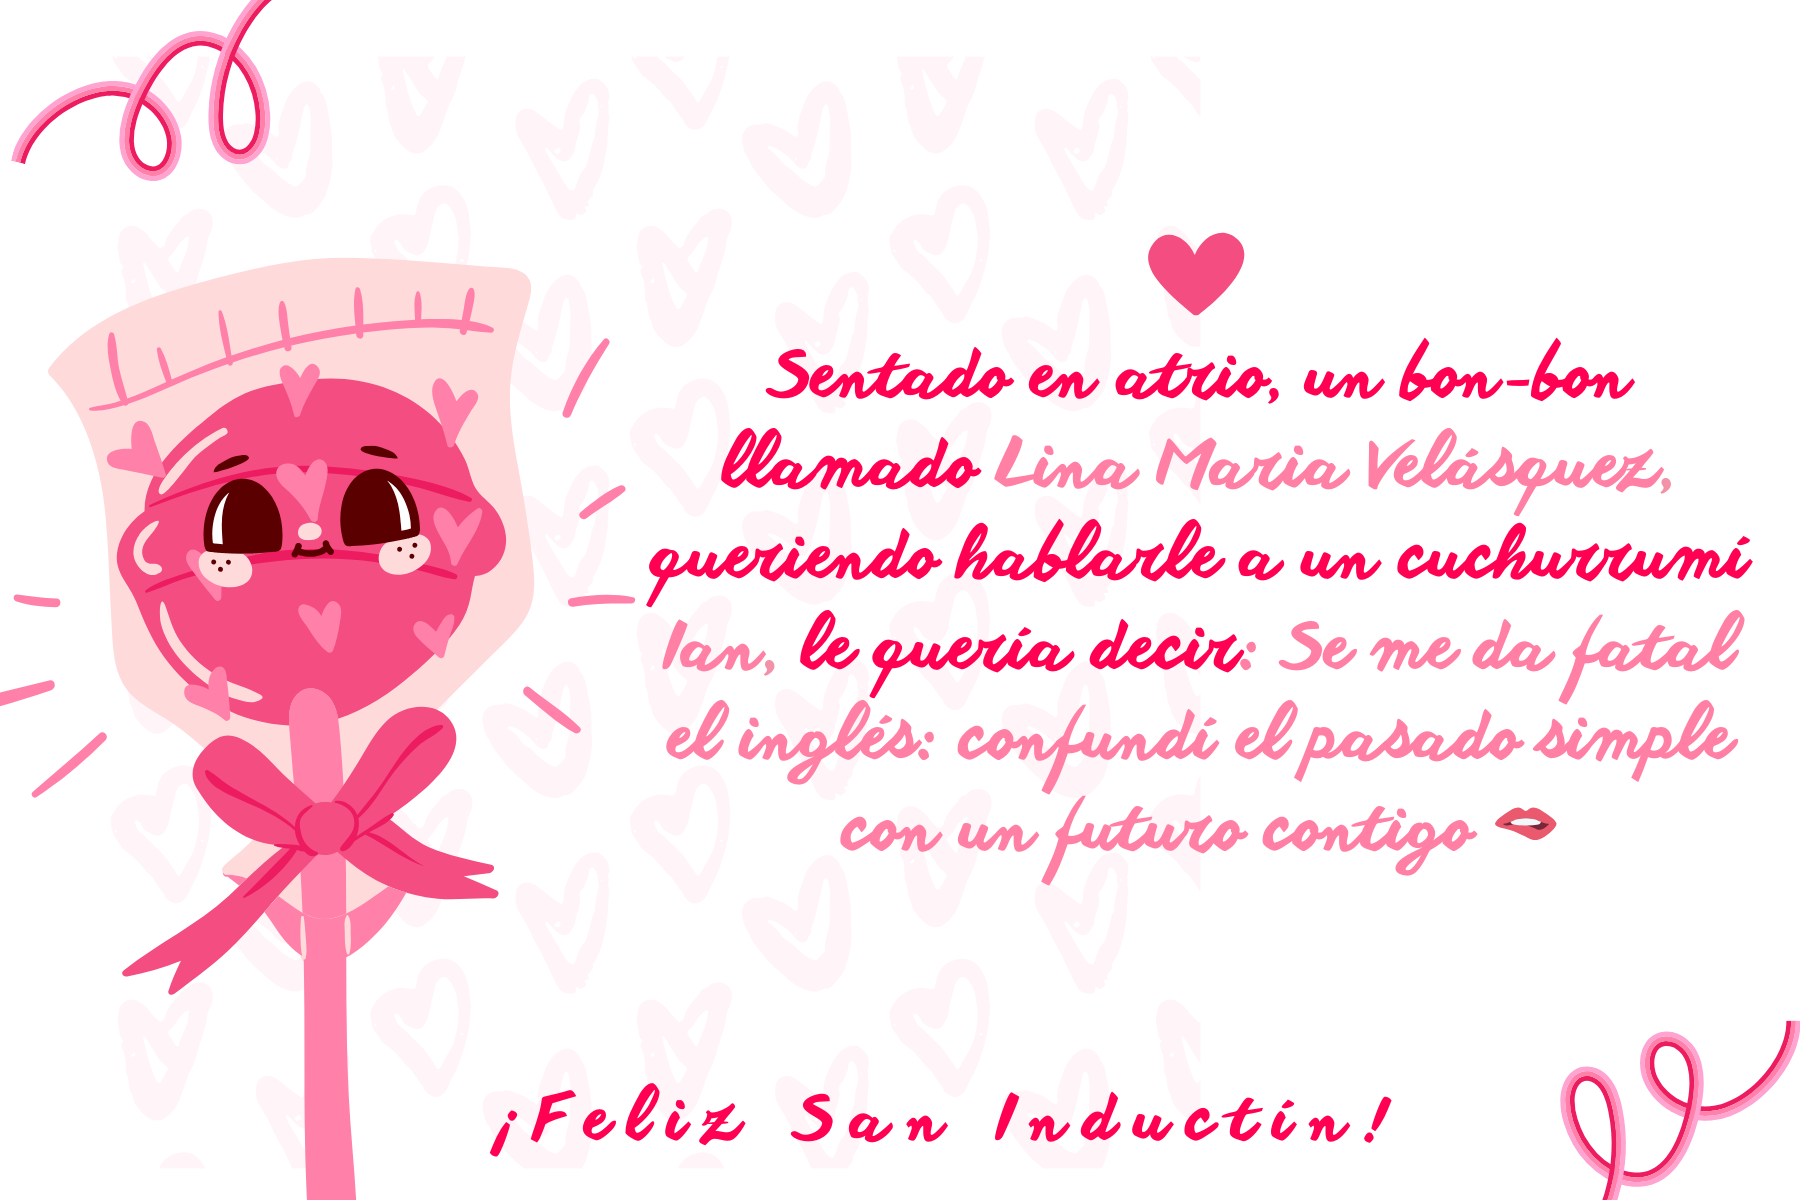 Sentado en atrio, un bon-bon
llamado Lina Maria Velásquez,
queriendo hablarle a un cuchurrumí
Ian, le quería decir: Se me da fatal
el inglés: confundí el pasado simple
con un futuro contigo 🫦
¡Feliz San Inductín!